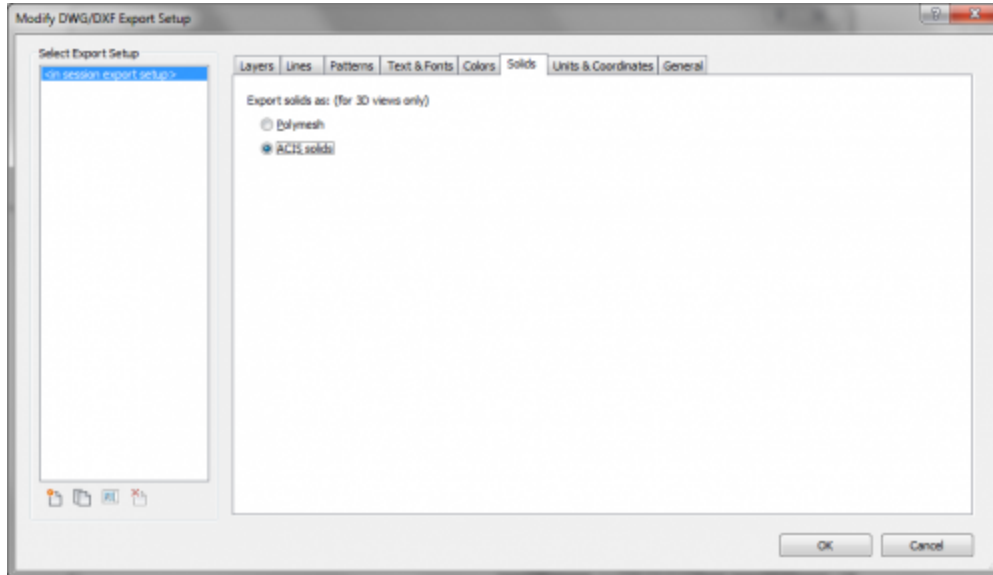 Modify DWG/DXF Export Setup
Select Export Setup
<in session export setup>
Layers Lines Patterns Text & Fonts Colors Solids Units & Coordinates General
Export solids as: (for 3D views only)
Polymesh
ACIS solids
OK Cancel